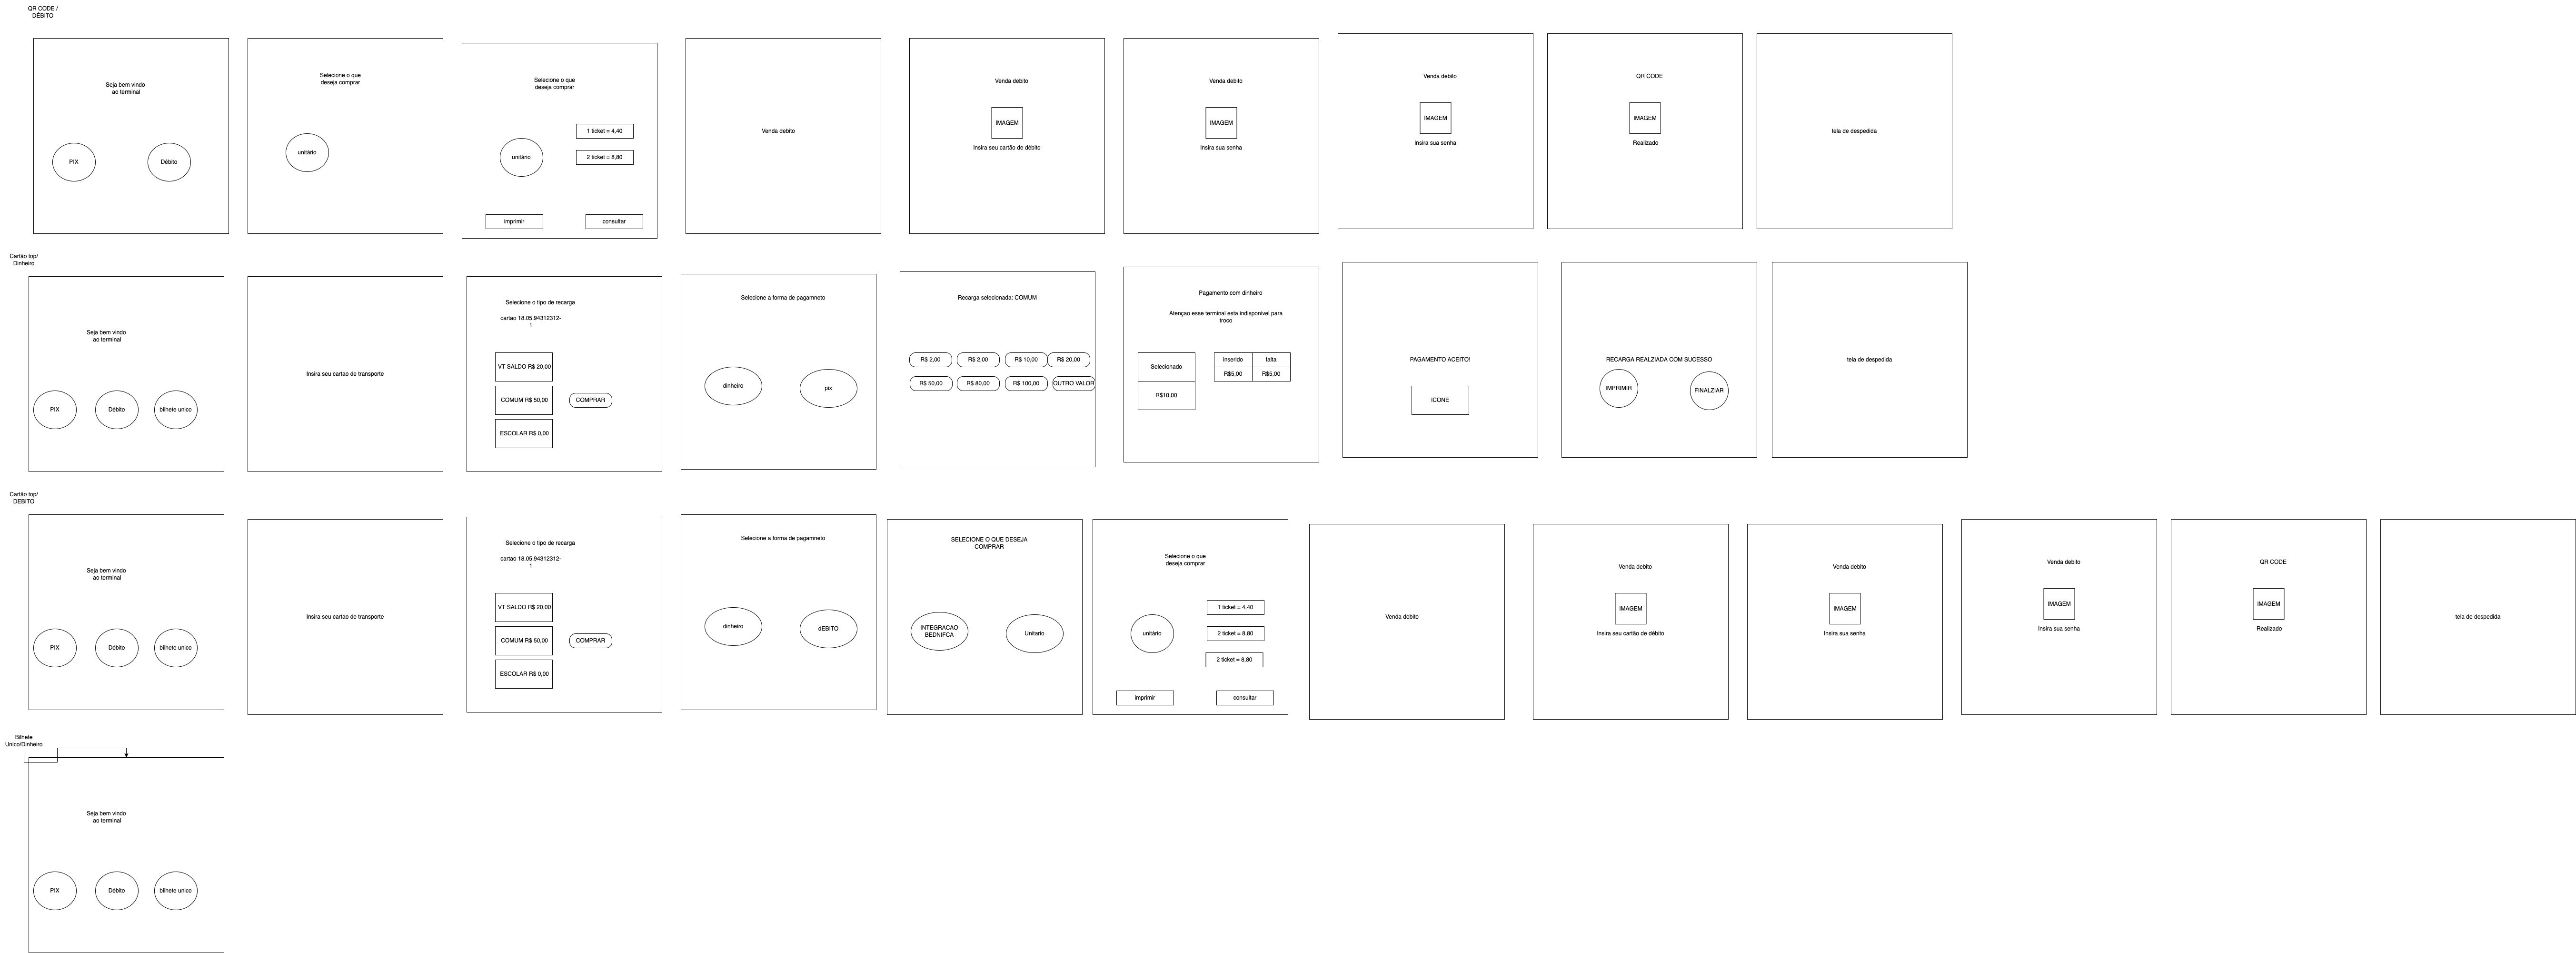 QR CODE /
DÉBITO
Seja bem vindo
ao terminal
PIX
Débito
Selecione o que
deseja comprar
unitário
Selecione o que
deseja comprar
unitário
1 ticket = 4,40
2 ticket = 8,80
imprimir
consultar
Venda debito
Venda debito
IMAGEM
Insira seu cartão de débito
Venda debito
IMAGEM
Insira sua senha
Venda debito
IMAGEM
Insira sua senha
QR CODE
IMAGEM
Realizado
tela de despedida
Cartão top/
Dinheiro
Seja bem vindo
ao terminal
PIX
Débito
bilhete unico
Insira seu cartao de transporte
Selecione o tipo de recarga
cartao 18.05.94312312-
1
VT SALDO R$ 20,00
COMUM R$ 50,00
COMPRAR
ESCOLAR R$ 0,00
Selecione a forma de pagamneto
dinheiro
pix
Recarga selecionada: COMUM
R$ 2,00
R$ 2,00
R$ 10,00
R$ 20,00
R$ 50,00
R$ 80,00
R$ 100,00
OUTRO VALOR
Pagamento com dinheiro
Atençao esse terminal esta indisponivel para
troco
Selecionado
R$10,00
inserido
falta
R$5,00
R$5,00
PAGAMENTO ACEITO!
ICONE
RECARGA REALZIADA COM SUCESSO
IMPRIMIR
FINALZIAR
tela de despedida
Cartão top/
DEBITO
Seja bem vindo
ao terminal
PIX
Débito
bilhete unico
Insira seu cartao de transporte
Selecione o tipo de recarga
cartao 18.05.94312312-
1
VT SALDO R$ 20,00
COMUM R$ 50,00
COMPRAR
ESCOLAR R$ 0,00
Selecione a forma de pagamneto
dinheiro
dEBITO
SELECIONE O QUE DESEJA
COMPRAR
INTEGRACAO
BEDNIFCA
Unitario
Selecione o que
deseja comprar
unitário
1 ticket = 4,40
2 ticket = 8,80
2 ticket = 8,80
imprimir
consultar
Venda debito
Venda debito
IMAGEM
Insira seu cartão de débito
Venda debito
IMAGEM
Insira sua senha
Venda debito
IMAGEM
Insira sua senha
QR CODE
IMAGEM
Realizado
tela de despedida
Bilhete
Unico/Dinheiro
Seja bem vindo
ao terminal
PIX
Débito
bilhete unico